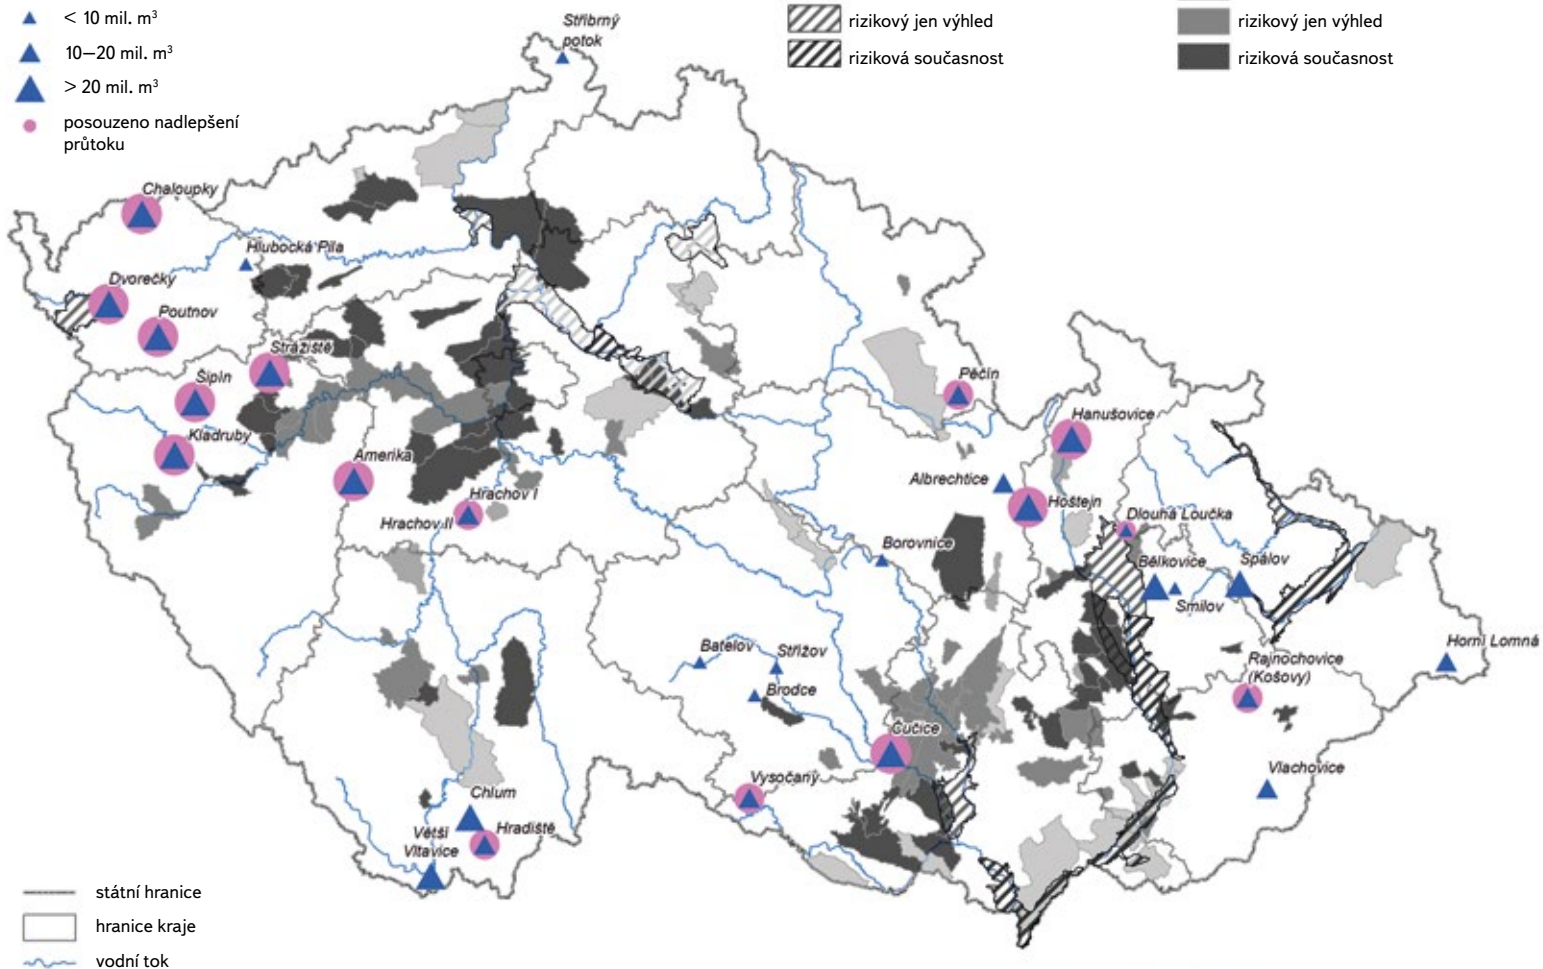 < 10 mil. m³
10–20 mil. m³
> 20 mil. m³
posouzeno nadlepšení
průtoku
rizikový jen výhled
riziková současnost
rizikový jen výhled
riziková současnost
Stříbrný
potok
Chaloupky
Hlubocká Pila
Dvorečky
Poutnov
Strážiště
Šipín
Kladruby
Amerika
Hrachov I
Hrachov II
Pěčín
Hanušovice
Albrechtice
Hoštejn
Dlouhá Loučka
Borovnice
Bělkovice
Spálov
Smilov
Horní Lomná
Batelov
Střížov
Rajnochovice
(Košovy)
Brodce
Čučice
Vysočaný
Vlachovice
Chlum
Hradiště
Větší
Vltavice
státní hranice
hranice kraje
vodní tok